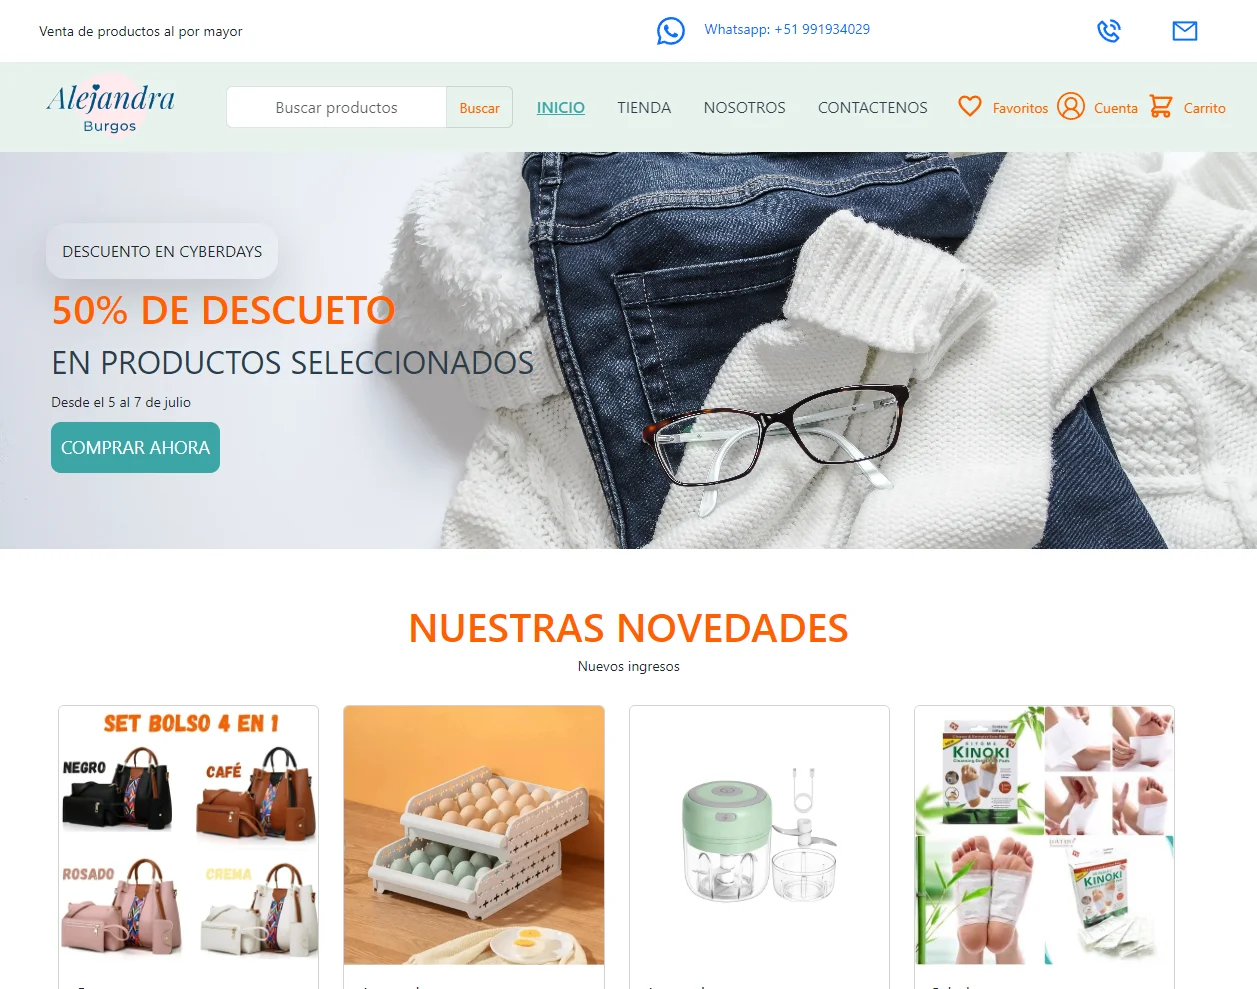 Venta de productos al por mayor
Whatsapp: +51 991934029
Alejandra
Burgos
Buscar productos
Buscar
INICIO
TIENDA
NOSOTROS
CONTACTENOS
Favoritos
Cuenta
Carrito
DESCUENTO EN CYBERDAYS
50% DE DESCUETO
EN PRODUCTOS SELECCIONADOS
Desde el 5 al 7 de julio
COMPRAR AHORA
NUESTRAS NOVEDADES
Nuevos ingresos
SET BOLSO 4 EN 1
NEGRO
CAFÉ
ROSADO
CREMA
KIYOME
KINOKI
KINOKI